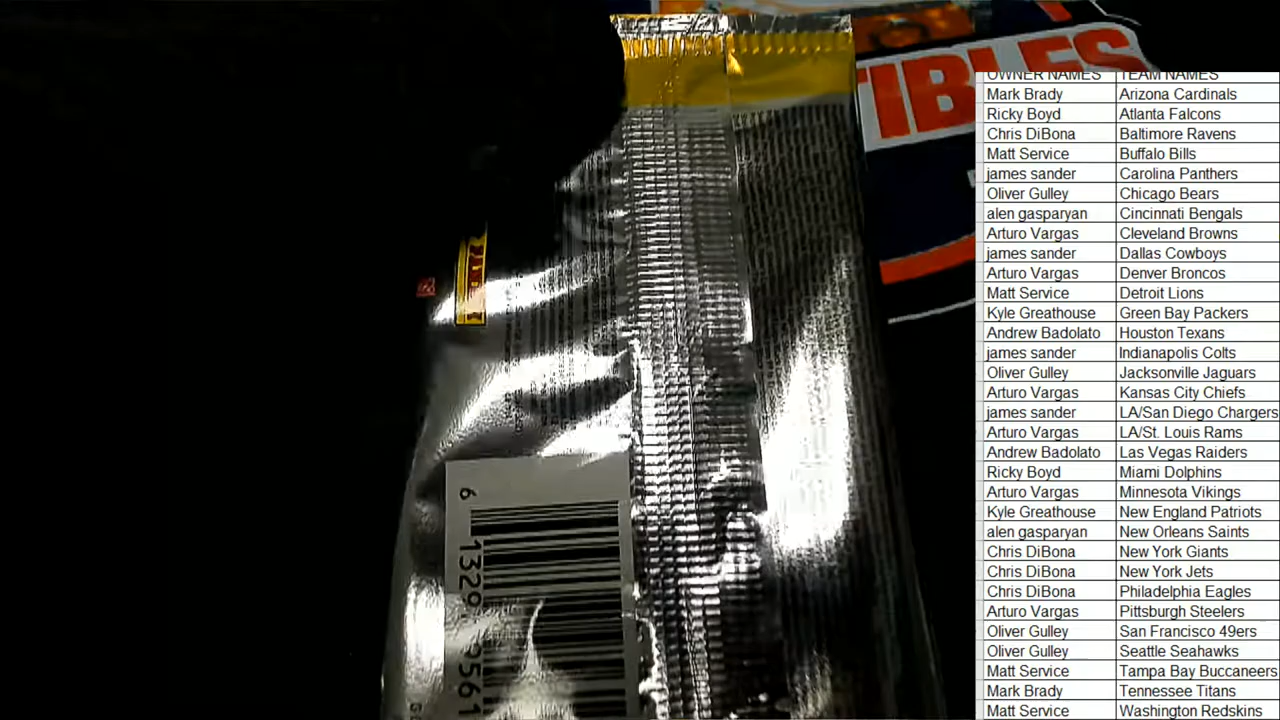 IBLES
OWNER NAMES TEAM NAMES
Mark Brady Arizona Cardinals
Ricky Boyd Atlanta Falcons
Chris DiBona Baltimore Ravens
Matt Service Buffalo Bills
james sander Carolina Panthers
Oliver Gulley Chicago Bears
alen gasparyan Cincinnati Bengals
Arturo Vargas Cleveland Browns
james sander Dallas Cowboys
Arturo Vargas Denver Broncos
Matt Service Detroit Lions
Kyle Greathouse Green Bay Packers
Andrew Badolato Houston Texans
james sander Indianapolis Colts
Oliver Gulley Jacksonville Jaguars
Arturo Vargas Kansas City Chiefs
james sander LA/San Diego Chargers
Arturo Vargas LA/St. Louis Rams
Andrew Badolato Las Vegas Raiders
Ricky Boyd Miami Dolphins
Arturo Vargas Minnesota Vikings
Kyle Greathouse New England Patriots
alen gasparyan New Orleans Saints
Chris DiBona New York Giants
Chris DiBona New York Jets
Chris DiBona Philadelphia Eagles
Arturo Vargas Pittsburgh Steelers
Oliver Gulley San Francisco 49ers
Oliver Gulley Seattle Seahawks
Matt Service Tampa Bay Buccaneers
Mark Brady Tennessee Titans
Matt Service Washington Redskins